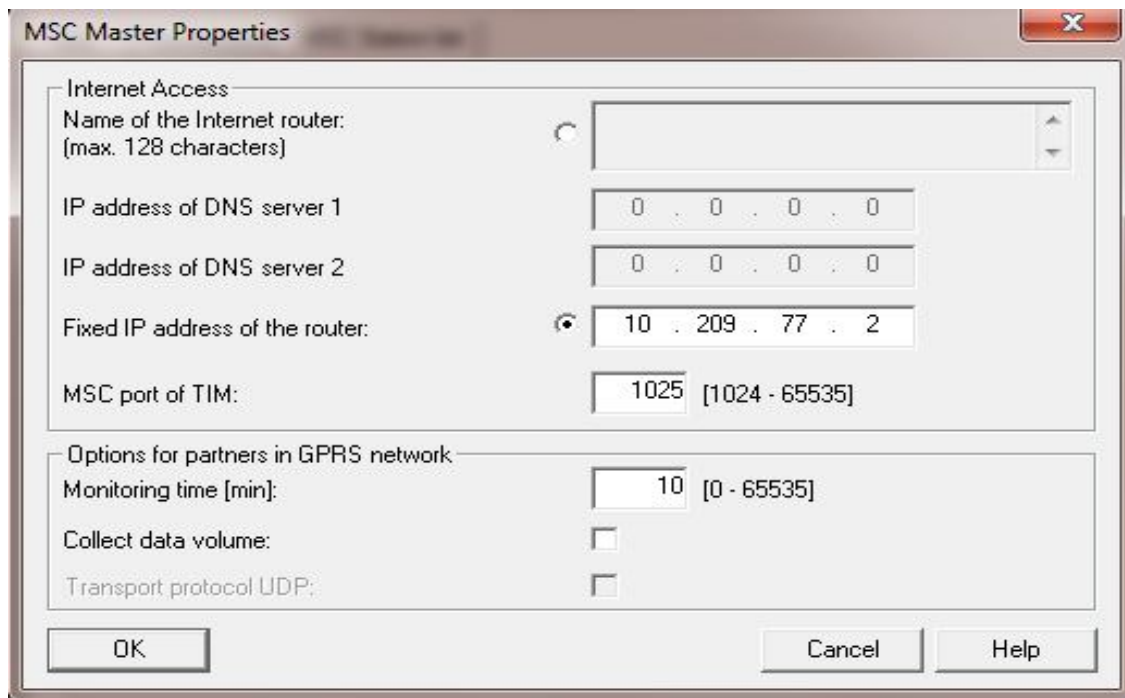 MSC Master Properties
Internet Access
Name of the Internet router:
(max. 128 characters)
IP address of DNS server 1 0 . 0 . 0 . 0
IP address of DNS server 2 0 . 0 . 0 . 0
Fixed IP address of the router: 10 . 209 . 77 . 2
MSC port of TIM: 1025 [1024 - 65535]
Options for partners in GPRS network
Monitoring time [min]: 10 [0 - 65535]
Collect data volume:
Transport protocol UDP:
OK Cancel Help